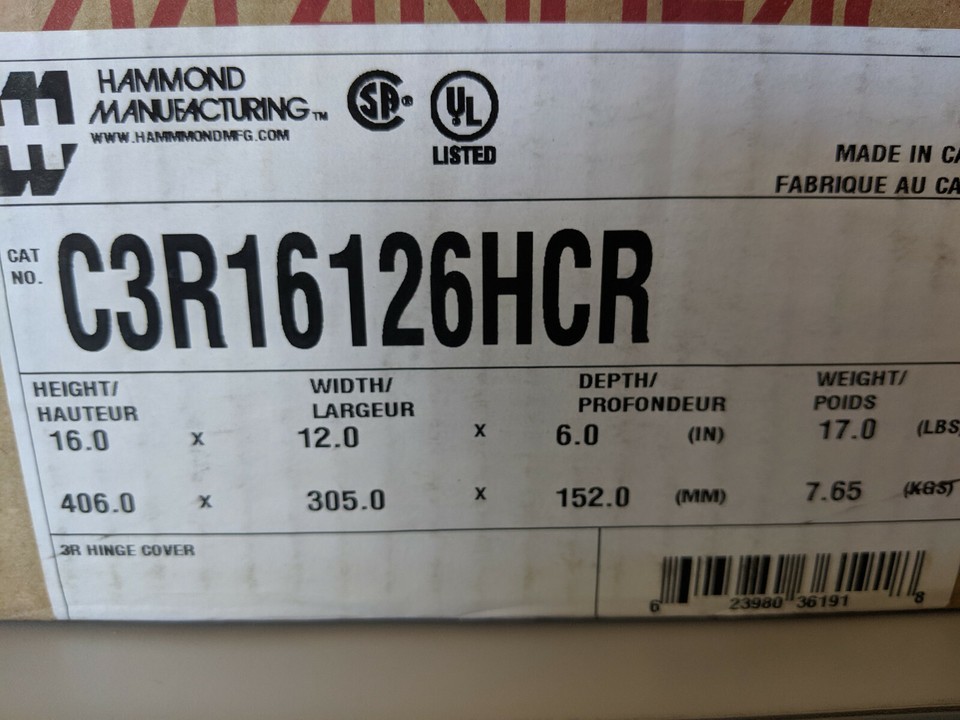 HAMMOND
MANUFACTURING™
WWW.HAMMMONDMFG.COM
SA
UL
LISTED
MADE IN CA
FABRIQUE AU CA
CAT
NO.
C3R16126HCR
HEIGHT/
HAUTEUR
WIDTH/
LARGEUR
DEPTH/
PROFONDEUR
WEIGHT/
POIDS
16.0 x 12.0 x 6.0 (IN) 17.0 (LBS)
406.0 x 305.0 x 152.0 (MM) 7.65 (KGS)
3R HINGE COVER
6 23980 36191 8